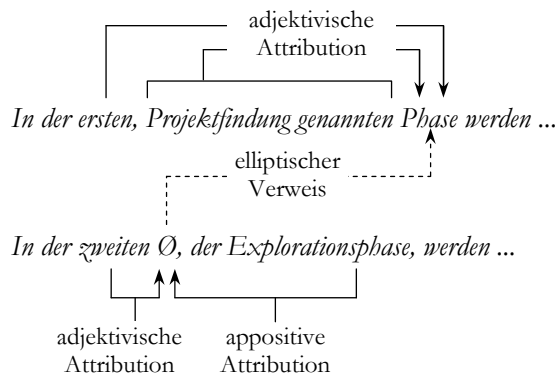 adjektivische
Attribution
In der ersten, Projektfindung genannten Phase werden ...
elliptischer
Verweis
In der zweiten Ø, der Explorationsphase, werden ...
adjektivische
Attribution
appositive
Attribution